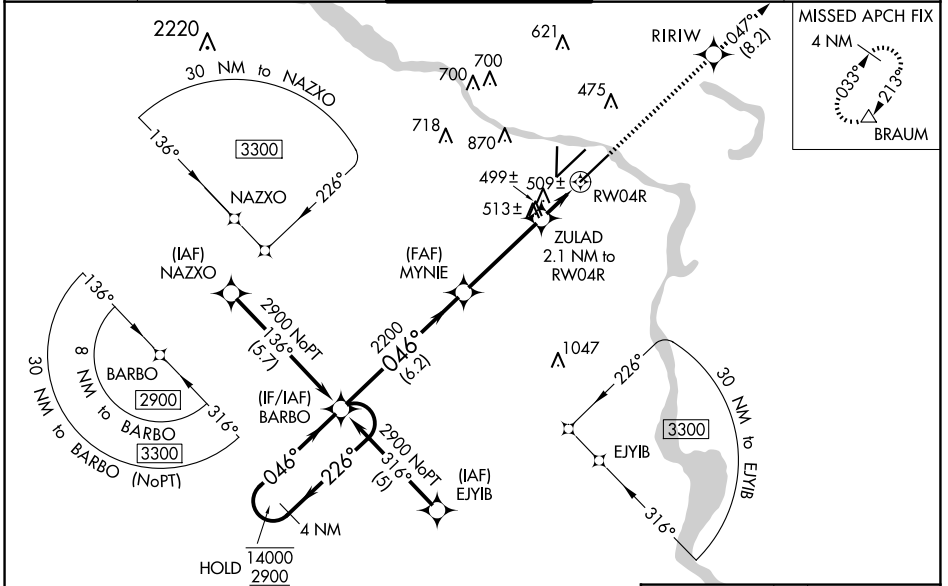 2220
30 NM to NAZXO
136°
3300
226°
NAZXO
621
700
700
718
870
475
RIRIW
047°
(8.2)
MISSED APCH FIX
4 NM
033°
213°
BRAUM
499±
509±
513±
RW04R
ZULAD
2.1 NM to
RW04R
(FAF)
MYNIE
(IAF)
NAZXO
2900 NoPT
136°
(5.7)
2200
046°
(6.2)
136°
BARBO
2900
316°
8 NM to BARBO
3300
30 NM to BARBO (NoPT)
(IF/IAF)
BARBO
046°
226°
4 NM
HOLD 14000
2900
2900 NoPT
316°
(5)
(IAF)
EJYIB
1047
226°
3300
EJYIB
30 NM to EJYIB
316°